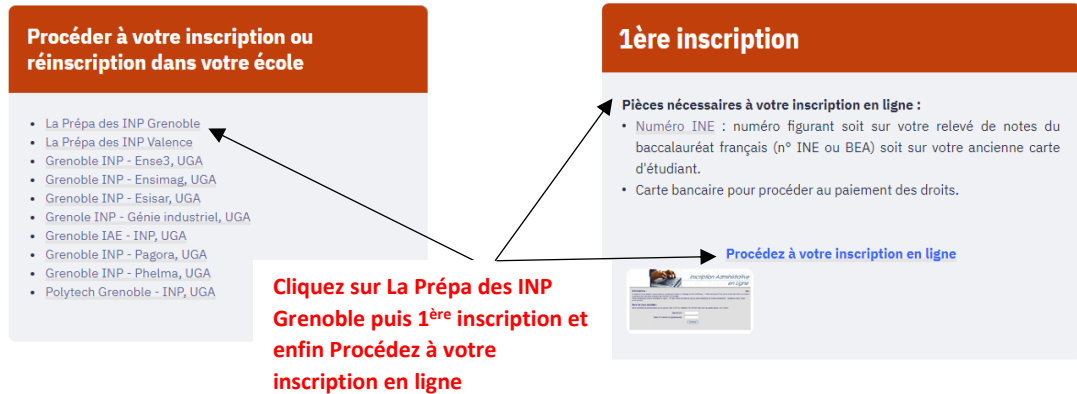 Procéder à votre inscription ou
réinscription dans votre école
La Prépa des INP Grenoble
La Prépa des INP Valence
Grenoble INP - Ense3, UGA
Grenoble INP - Ensimag, UGA
Grenoble INP - Esisar, UGA
Grenole INP - Génie industriel, UGA
Grenoble IAE - INP, UGA
Grenoble INP - Pagora, UGA
Grenoble INP - Phelma, UGA
Polytech Grenoble - INP, UGA
Cliquez sur La Prépa des INP
Grenoble puis 1ère inscription et
enfin Procédez à votre
inscription en ligne
1ère inscription
Pièces nécessaires à votre inscription en ligne :
Numéro INE : numéro figurant soit sur votre relevé de notes du
baccalauréat français (n° INE ou BEA) soit sur votre ancienne carte
d'étudiant.
Carte bancaire pour procéder au paiement des droits.
Procédez à votre inscription en ligne
Inscription Administrative
en Ligne